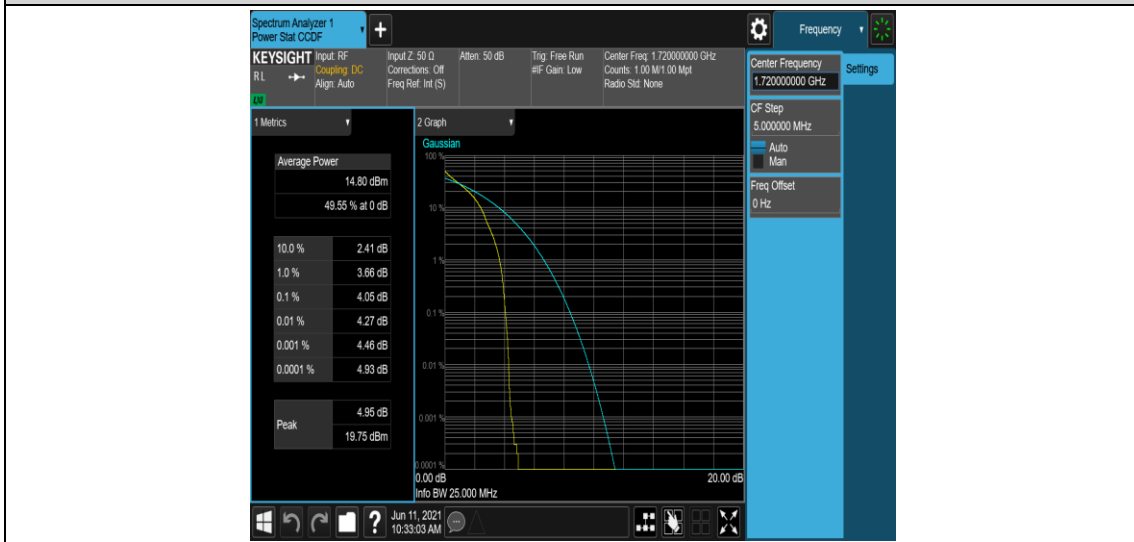 Spectrum Analyzer 1
Power Stat CCDF
+
Frequency
KEYSIGHT
Input: RF
Coupling: DC
Align: Auto
Input Z: 50 Ω
Corrections: Off
Freq Ref: Int (S)
Atten: 50 dB
Trig: Free Run
#IF Gain: Low
Center Freq: 1.720000000 GHz
Counts: 1.00 M/1.00 Mpt
Radio Std: None
RL
LXI
Center Frequency
1.720000000 GHz
Settings
CF Step
5.000000 MHz
Auto
Man
Freq Offset
0 Hz
1 Metrics
Average Power
14.80 dBm
49.55 % at 0 dB
10.0 % 2.41 dB
1.0 % 3.66 dB
0.1 % 4.05 dB
0.01 % 4.27 dB
0.001 % 4.46 dB
0.0001 % 4.93 dB
Peak
4.95 dB
19.75 dBm
2 Graph
Gaussian
100 %
10 %
1 %
0.1 %
0.01 %
0.001 %
0.0001 %
0.00 dB 20.00 dB
Info BW 25.000 MHz
?
Jun 11, 2021
10:33:03 AM